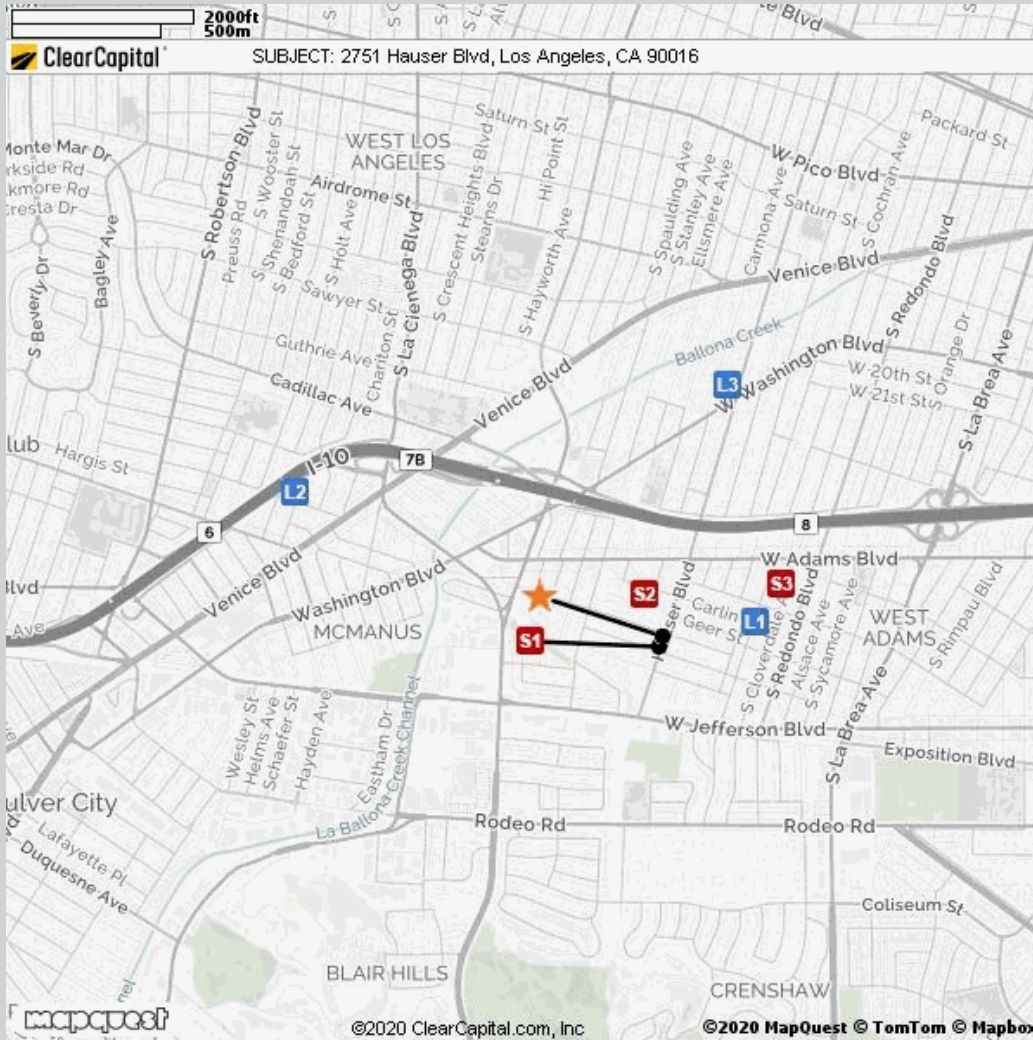 2000ft
500m
ClearCapital
SUBJECT: 2751 Hauser Blvd, Los Angeles, CA 90016
Saturn St
Packard St
WEST LOS
ANGELES
Monte Mar Dr
Cresta Dr
Airdrome St
W Pico Blvd
S Robertson Blvd
Preuss Rd
S Wooster St
S Shenandoah St
S Bedford St
S Holt Ave
S La Cienega Blvd
S Crescent Heights Blvd
Stearns Dr
Hi Point St
S Hayworth Ave
S Spaulding Ave
S Stanley Ave
Ellsmere Ave
Carmona Ave
Saturn St
S Cochran Ave
S Redondo Blvd
S Beverly Dr
Bagley Ave
Sawyer St
Venice Blvd
Guthrie Ave
Chariton St
Cadillac Ave
Ballona Creek
Venice Blvd
W Washington Blvd
W 20th St
W 21st St
S Orange Dr
S La Brea Ave
L3
Hargis St
I-10
7B
L2
6
8
Venice Blvd
Washington Blvd
W Adams Blvd
S2
S3
Carlin
Geer St
L1
S1
MCMANUS
WEST
ADAMS
S Cloverdale
S Redondo Blvd
Alsace Ave
S Sycamore Ave
S Rimpau Blvd
Wesley St
Helms Ave
Schaefer St
Hayden Ave
Eastham Dr
La Ballona Creek Channel
W Jefferson Blvd
S La Brea Ave
Exposition Blvd
Culver City
Lafayette Pl
Duquesne Ave
Rodeo Rd
Rodeo Rd
Coliseum St
BLAIR HILLS
CRENSHAW
mapquest
©2020 ClearCapital.com, Inc
©2020 MapQuest © TomTom © Mapbox